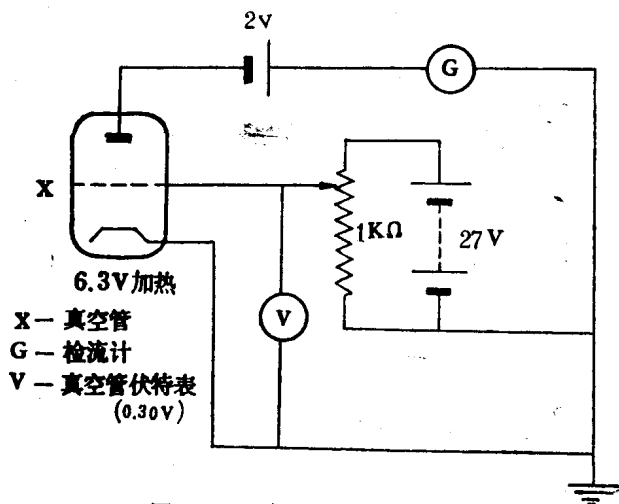 2v
G
X
1KΩ
27V
6.3V加热
V
X— 真空管
G — 检流计
V — 真空管伏特表
(0.30V)